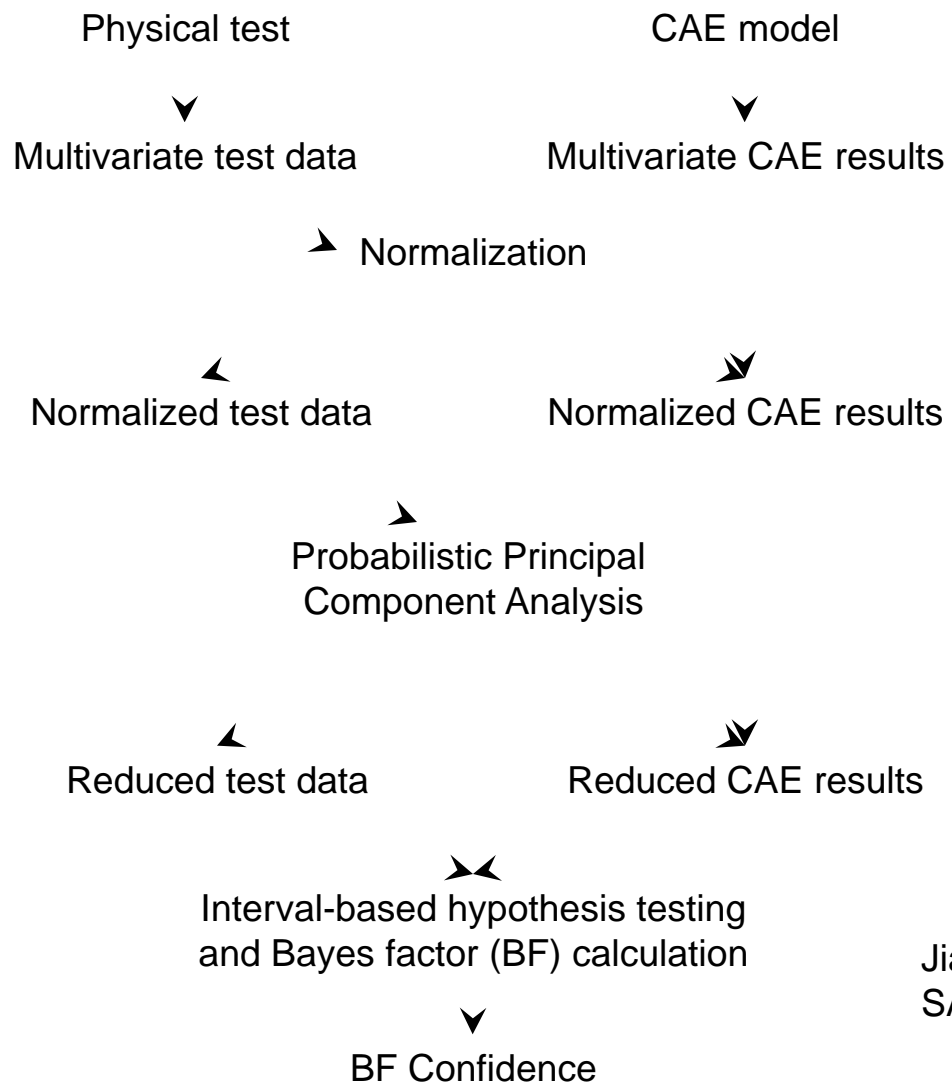 Physical test
CAE model
Multivariate test data
Multivariate CAE results
Normalization
Normalized test data
Normalized CAE results
Probabilistic Principal
Component Analysis
Reduced test data
Reduced CAE results
Interval-based hypothesis testing
and Bayes factor (BF) calculation
BF Confidence